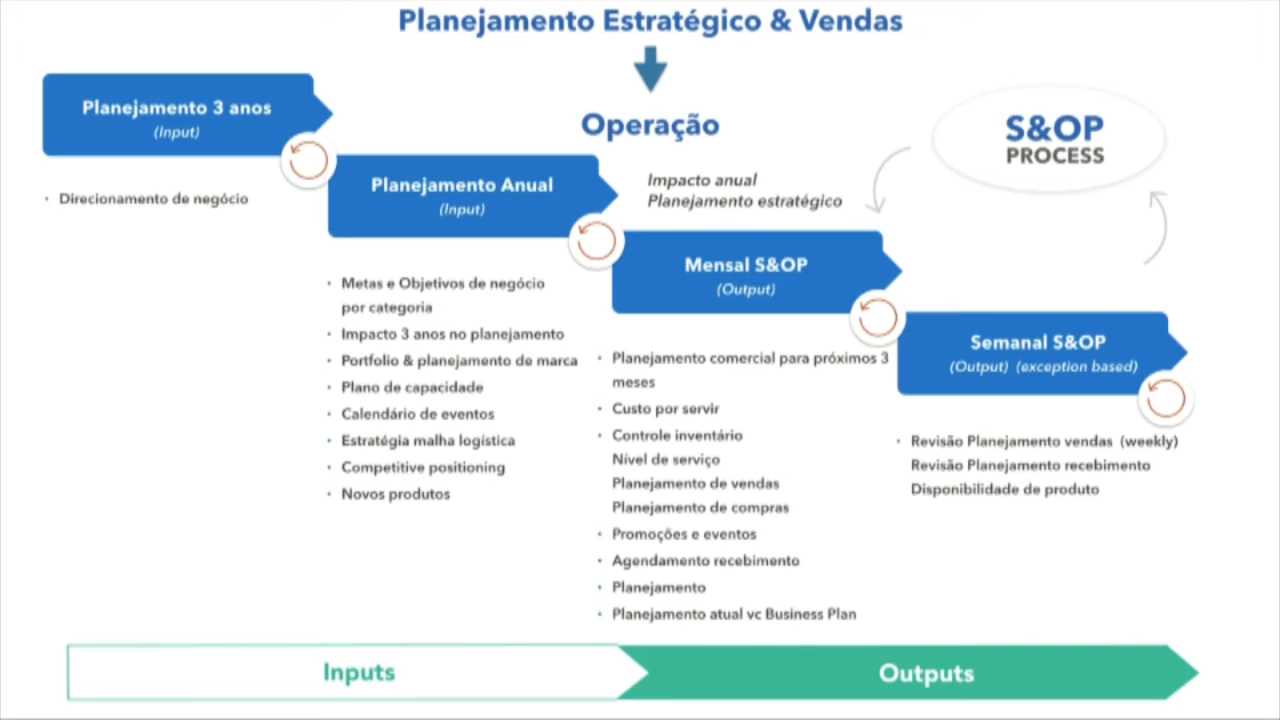 Planejamento Estratégico & Vendas
Planejamento 3 anos
(Input)
Direcionamento de negócio
Operação
S&OP
PROCESS
Planejamento Anual
(Input)
Impacto anual
Planejamento estratégico
Metas e Objetivos de negócio
por categoria
Impacto 3 anos no planejamento
Portfolio & planejamento de marca
Plano de capacidade
Calendário de eventos
Estratégia malha logística
Competitive positioning
Novos produtos
Mensal S&OP
(Output)
Planejamento comercial para próximos 3
meses
Custo por servir
Controle inventário
Nível de serviço
Planejamento de vendas
Planejamento de compras
Promoções e eventos
Agendamento recebimento
Planejamento
Planejamento atual vc Business Plan
Semanal S&OP
(Output) (exception based)
Revisão Planejamento vendas (weekly)
Revisão Planejamento recebimento
Disponibilidade de produto
Inputs
Outputs